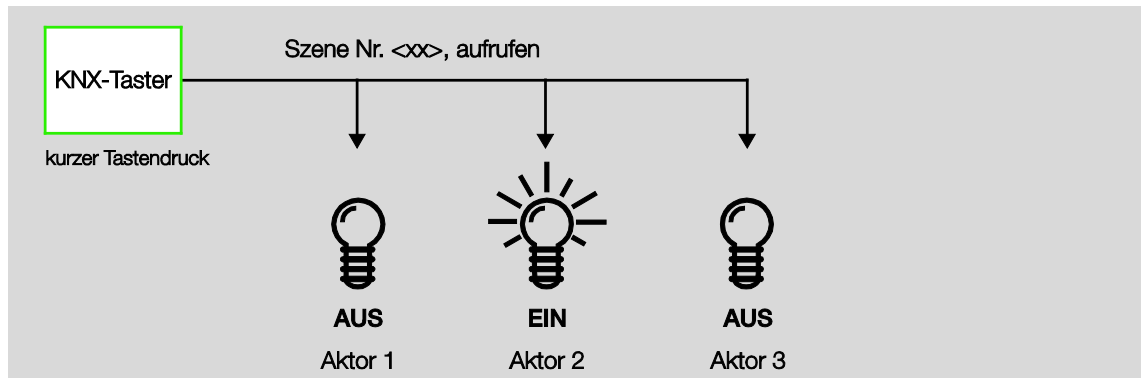 Szene Nr. <xx>, aufrufen
KNX-Taster
kurzer Tastendruck
AUS
EIN
AUS
Aktor 1
Aktor 2
Aktor 3